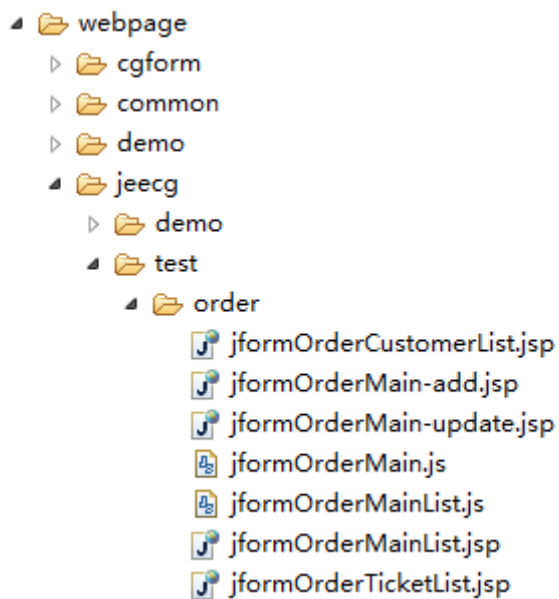 webpage
cgform
common
demo
jeecg
demo
test
order
jformOrderCustomerList.jsp
jformOrderMain-add.jsp
jformOrderMain-update.jsp
jformOrderMain.js
jformOrderMainList.js
jformOrderMainList.jsp
jformOrderTicketList.jsp